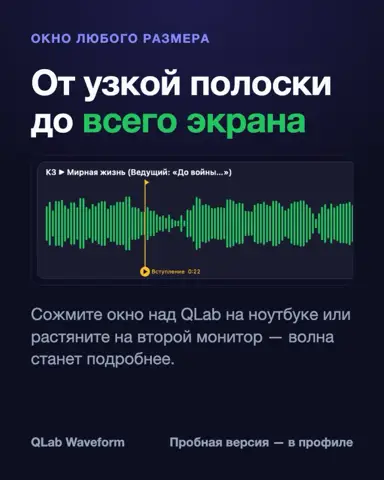 ОКНО ЛЮБОГО РАЗМЕРА
От узкой полоски
до всего экрана
К3 ▶ Мирная жизнь (Ведущий: «До войны...»)
Вступление 0:22
Сожмите окно над QLab на ноутбуке или
растяните на второй монитор — волна
станет подробнее.
QLab Waveform
Пробная версия — в профиле